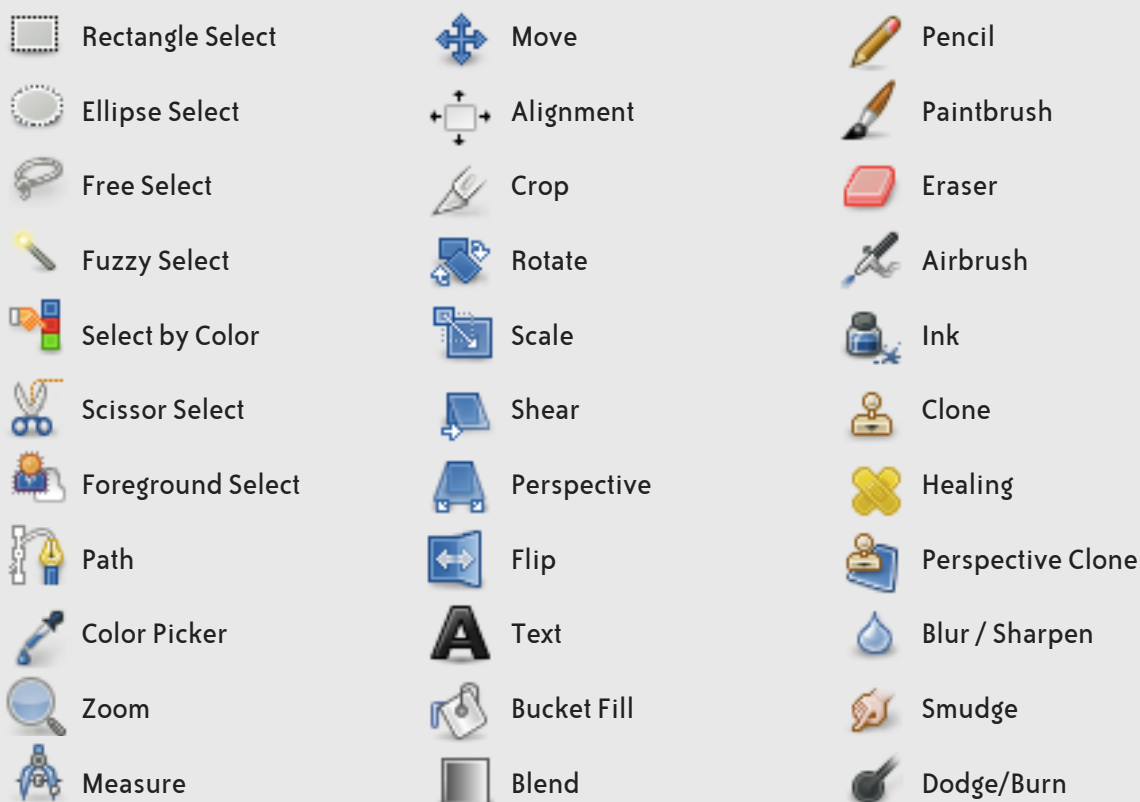 Rectangle Select
Ellipse Select
Free Select
Fuzzy Select
Select by Color
Scissor Select
Foreground Select
Path
Color Picker
Zoom
Measure
Move
Alignment
Crop
Rotate
Scale
Shear
Perspective
Flip
Text
Bucket Fill
Blend
Pencil
Paintbrush
Eraser
Airbrush
Ink
Clone
Healing
Perspective Clone
Blur / Sharpen
Smudge
Dodge/Burn